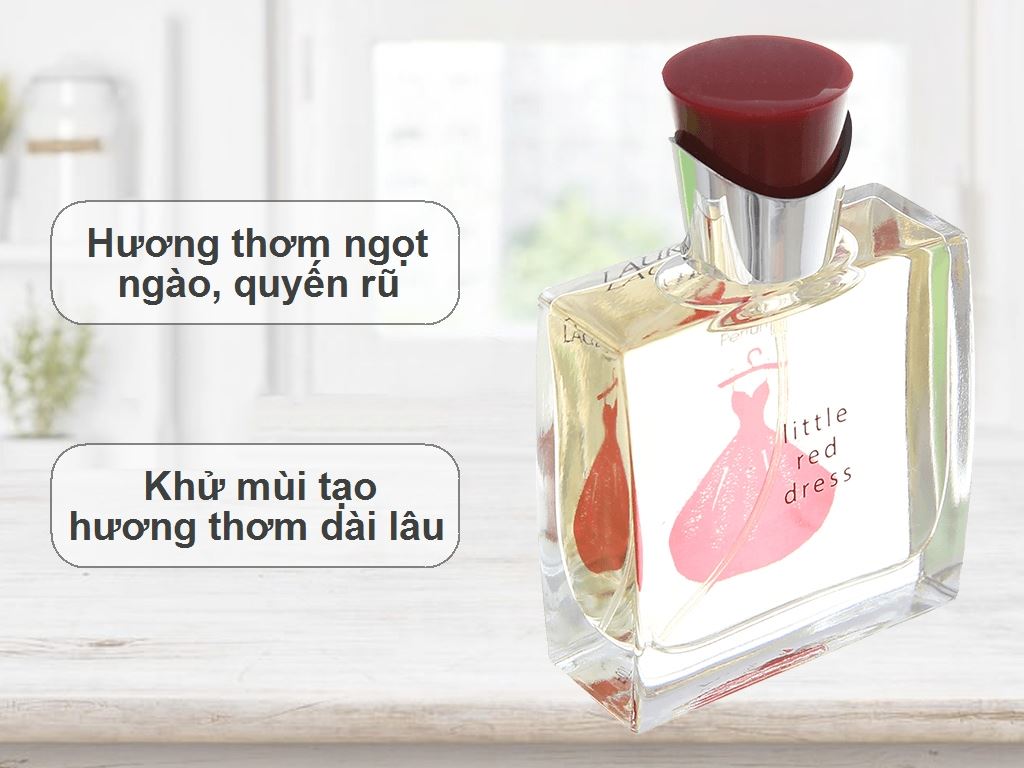 Hương thơm ngọt
ngào, quyến rũ
Khử mùi tạo
hương thơm dài lâu
little
red
dress